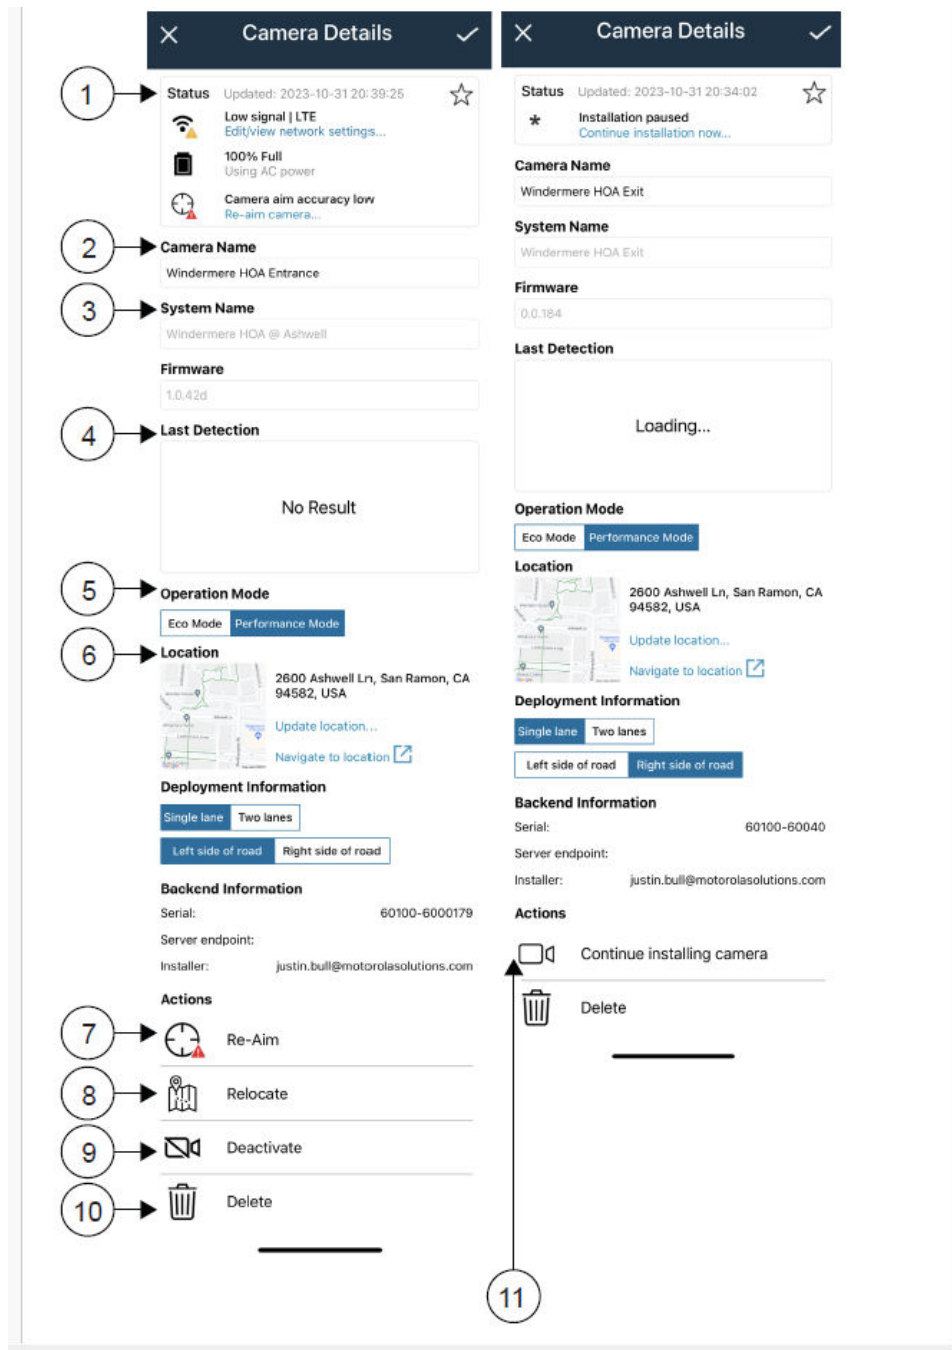 Camera Details
1
Status Updated: 2023-10-31 20:39:25
Low signal | LTE
Edit/view network settings...
100% Full
Using AC power
Camera aim accuracy low
Re-aim camera...
2
Camera Name
Windermere HOA Entrance
3
System Name
Windermere HOA @ Ashwell
Firmware
1.0.42d
4
Last Detection
No Result
5
Operation Mode
Eco Mode Performance Mode
6
Location
2600 Ashwell Ln, San Ramon, CA
94582, USA
Update location...
Navigate to location
Deployment Information
Single lane Two lanes
Left side of road Right side of road
Backend Information
Serial: 60100-6000179
Server endpoint:
Installer: justin.bull@motorolasolutions.com
Actions
7
Re-Aim
8
Relocate
9
Deactivate
10
Delete
Camera Details
Status Updated: 2023-10-31 20:34:02
* Installation paused
Continue installation now...
Camera Name
Windermere HOA Exit
System Name
Windermere HOA Exit
Firmware
0.0.184
Last Detection
Loading...
Operation Mode
Eco Mode Performance Mode
Location
2600 Ashwell Ln, San Ramon, CA
94582, USA
Update location...
Navigate to location
Deployment Information
Single lane Two lanes
Left side of road Right side of road
Backend Information
Serial: 60100-60040
Server endpoint:
Installer: justin.bull@motorolasolutions.com
Actions
Continue installing camera
Delete
11